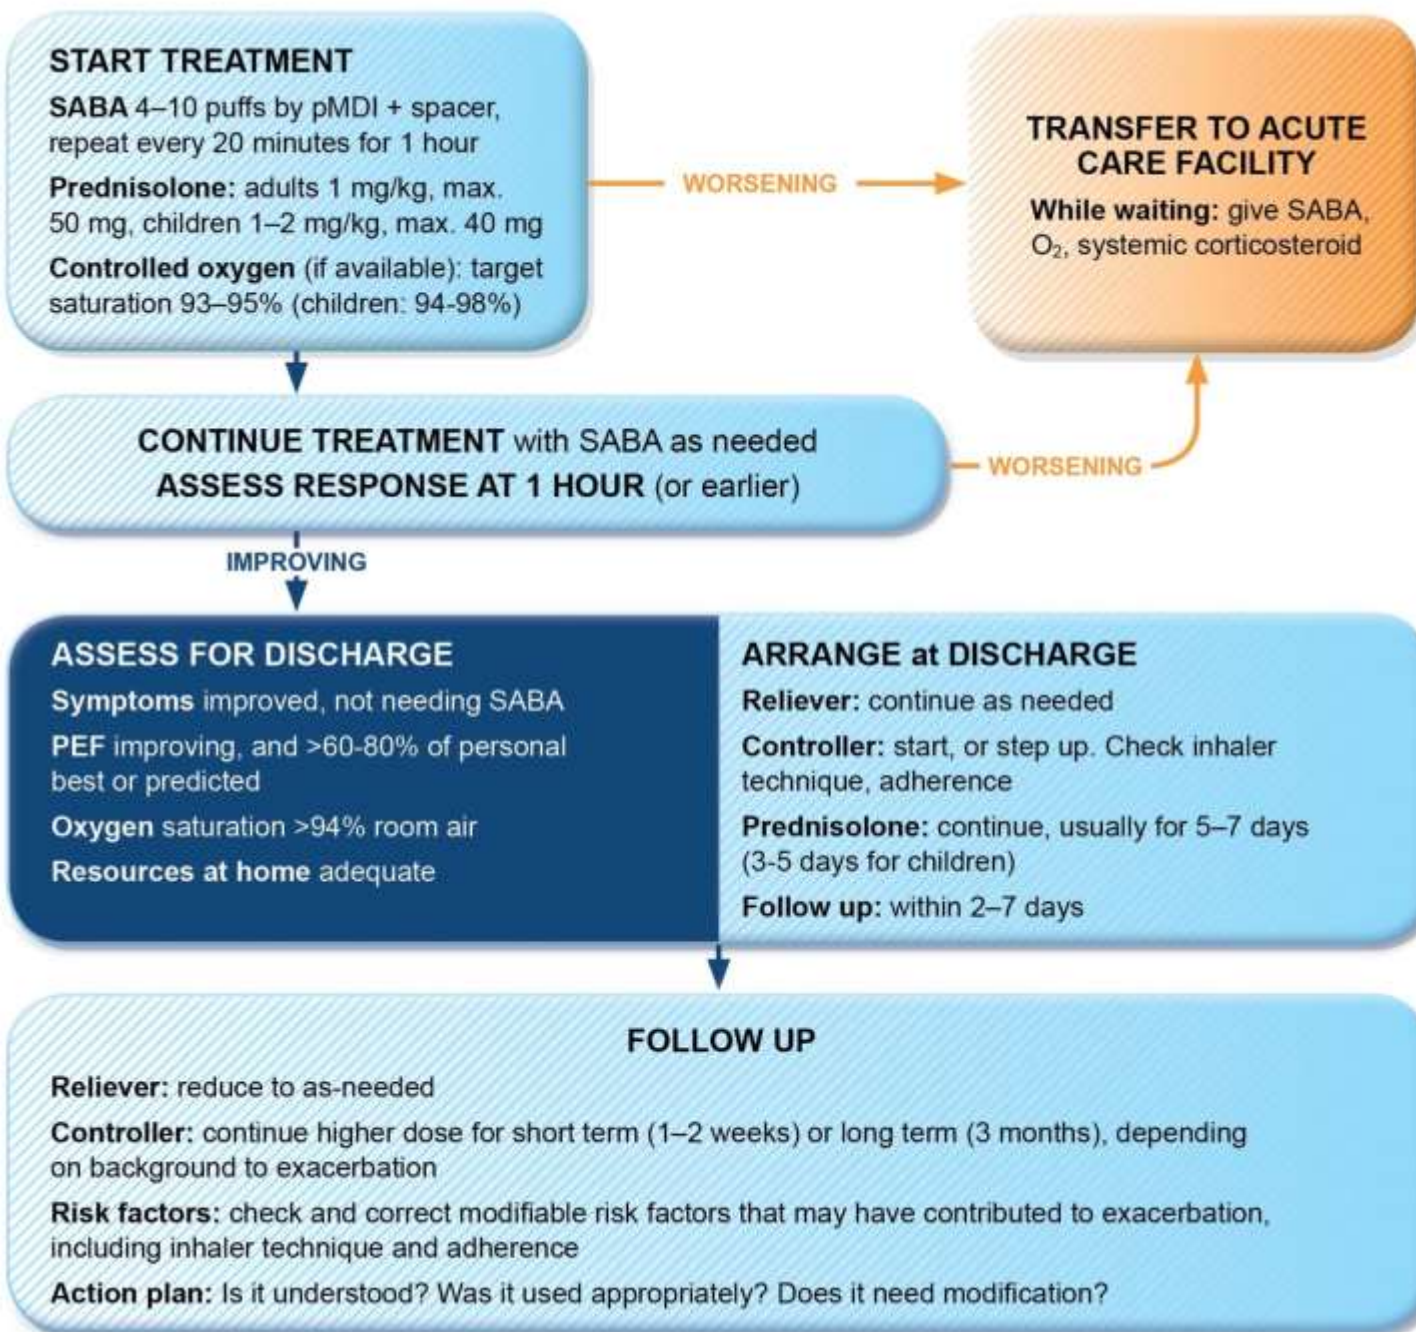 START TREATMENT
SABA 4–10 puffs by pMDI + spacer,
repeat every 20 minutes for 1 hour
Prednisolone: adults 1 mg/kg, max.
50 mg, children 1–2 mg/kg, max. 40 mg
Controlled oxygen (if available): target
saturation 93–95% (children: 94-98%)
WORSENING
TRANSFER TO ACUTE
CARE FACILITY
While waiting: give SABA,
O₂, systemic corticosteroid
CONTINUE TREATMENT with SABA as needed
ASSESS RESPONSE AT 1 HOUR (or earlier)
WORSENING
IMPROVING
ASSESS FOR DISCHARGE
Symptoms improved, not needing SABA
PEF improving, and >60-80% of personal
best or predicted
Oxygen saturation >94% room air
Resources at home adequate
ARRANGE at DISCHARGE
Reliever: continue as needed
Controller: start, or step up. Check inhaler
technique, adherence
Prednisolone: continue, usually for 5–7 days
(3-5 days for children)
Follow up: within 2–7 days
FOLLOW UP
Reliever: reduce to as-needed
Controller: continue higher dose for short term (1–2 weeks) or long term (3 months), depending
on background to exacerbation
Risk factors: check and correct modifiable risk factors that may have contributed to exacerbation,
including inhaler technique and adherence
Action plan: Is it understood? Was it used appropriately? Does it need modification?